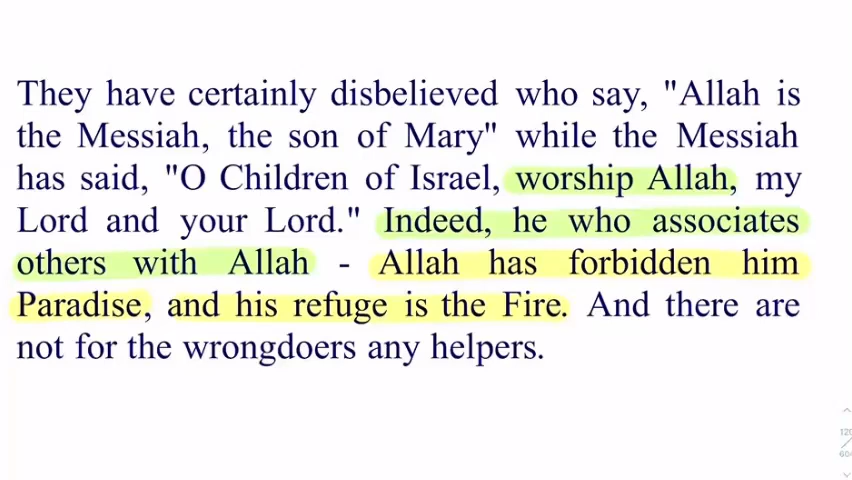 They have certainly disbelieved who say, "Allah is
the Messiah, the son of Mary" while the Messiah
has said, "O Children of Israel, worship Allah, my
Lord and your Lord." Indeed, he who associates
others with Allah - Allah has forbidden him
Paradise, and his refuge is the Fire. And there are
not for the wrongdoers any helpers.
120